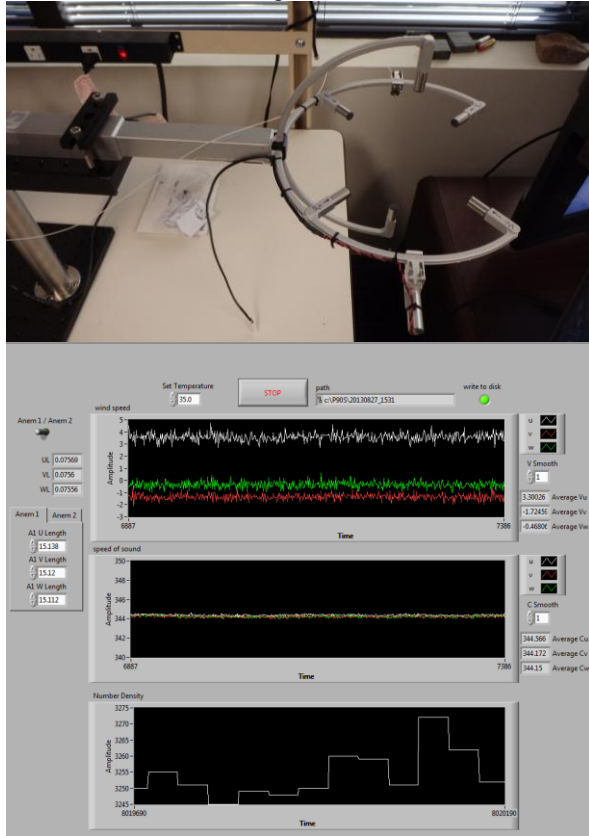 Set Temperature
35.0
STOP
path
c:\P90S\20130827_1531
write to disk
wind speed
Anem 1 / Anem 2
UL 0.07569
VL 0.0756
WL 0.07556
Anem 1 Anem 2
A1 U Length
15.138
A1 V Length
15.12
A1 W Length
15.112
Amplitude
5
4
3
2
1
0
-1
-2
-3
6887 7386
Time
u
v
w
V Smooth
1
3.30026 Average Vu
-1.7245 Average Vv
-0.4680 Average Vw
speed of sound
Amplitude
350
348
346
344
342
340
6887 7386
Time
u
v
w
C Smooth
1
344.566 Average Cu
344.172 Average Cv
344.15 Average Cw
Number Density
Amplitude
3275
3270
3265
3260
3255
3250
3245
8019690 8020190
Time